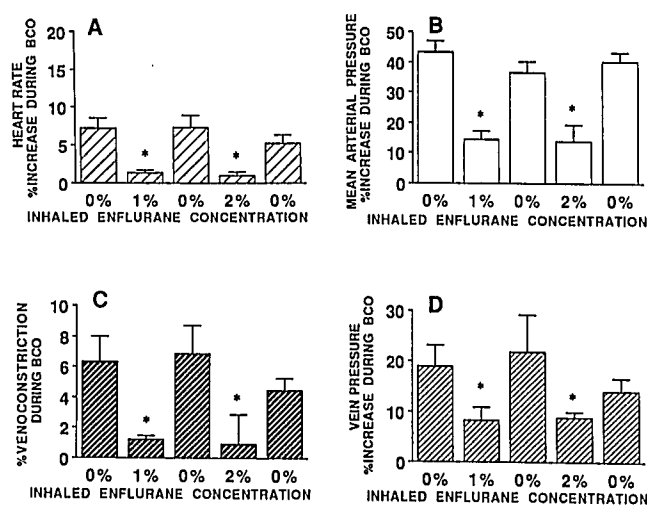 A
HEART RATE
%INCREASE DURING BCO
20
15
10
5
0
0% 1% 0% 2% 0%
INHALED ENFLURANE CONCENTRATION
*
*
B
MEAN ARTERIAL PRESSURE
%INCREASE DURING BCO
50
40
30
20
10
0
*
*
0% 1% 0% 2% 0%
INHALED ENFLURANE CONCENTRATION
C
%VENOCONSTRICTION
DURING BCO
10
8
6
4
2
0
*
*
0% 1% 0% 2% 0%
INHALED ENFLURANE CONCENTRATION
D
VEIN PRESSURE
%INCREASE DURING BCO
30
20
10
0
*
*
0% 1% 0% 2% 0%
INHALED ENFLURANE CONCENTRATION